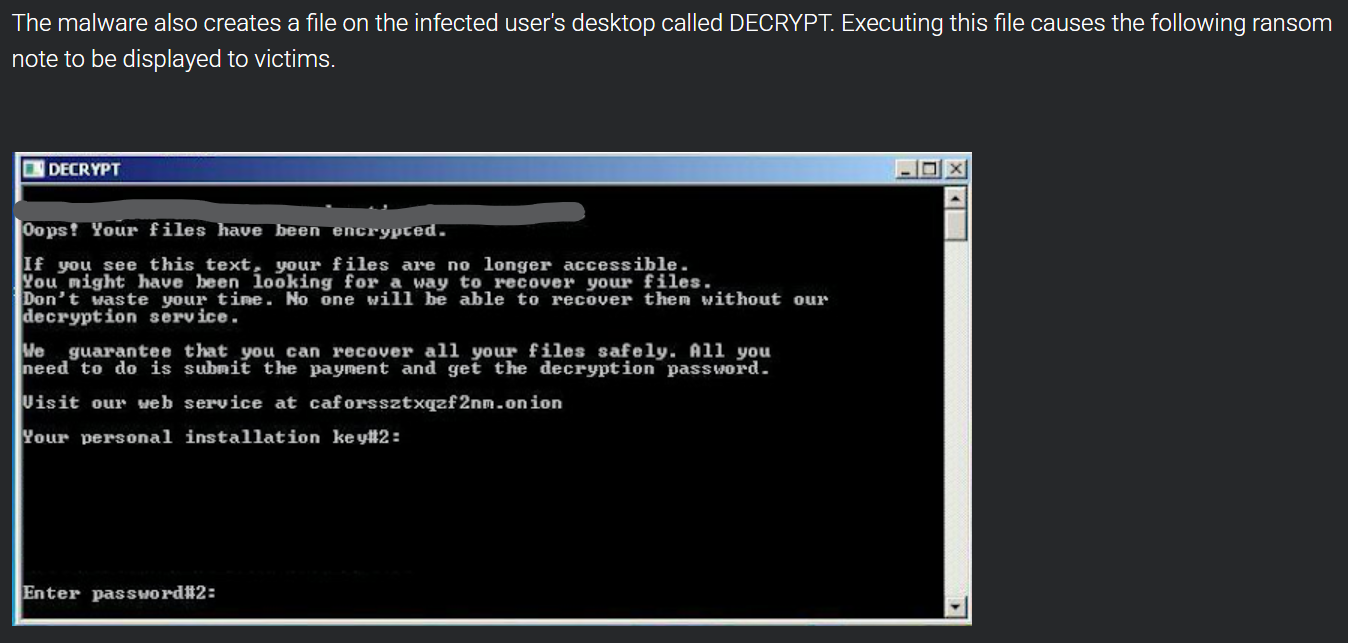 The malware also creates a file on the infected user's desktop called DECRYPT. Executing this file causes the following ransom
note to be displayed to victims.
DECRYPT
Oops! Your files have been encrypted.
If you see this text, your files are no longer accessible.
You might have been looking for a way to recover your files.
Don't waste your time. No one will be able to recover them without our
decryption service.
We  guarantee that you can recover all your files safely. All you
need to do is submit the payment and get the decryption password.
Visit our web service at caforssztxqzf2nm.onion
Your personal installation key#2:
Enter password#2: